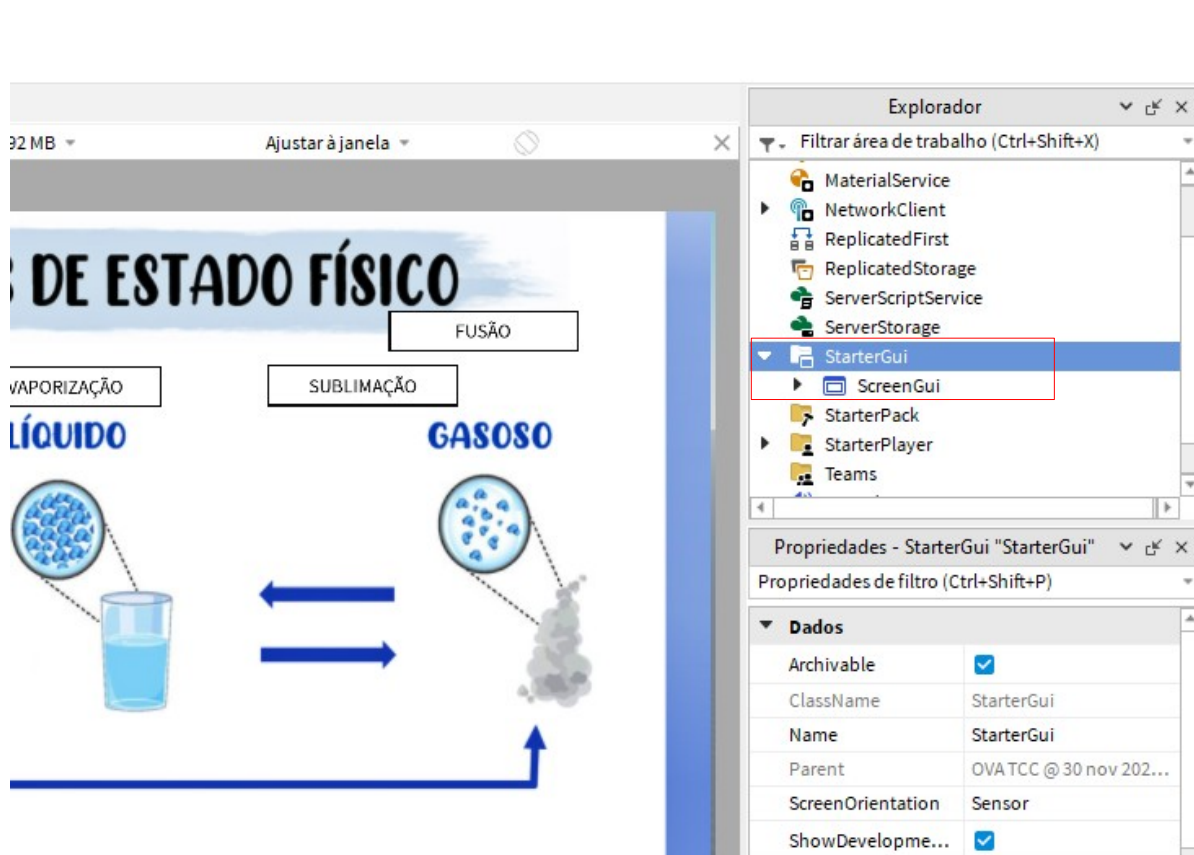 Explorador
92 MB
Ajustar à janela
Filtrar área de trabalho (Ctrl+Shift+X)
MaterialService
NetworkClient
ReplicatedFirst
ReplicatedStorage
ServerScriptService
ServerStorage
StarterGui
ScreenGui
StarterPack
StarterPlayer
Teams
DE ESTADO FÍSICO
FUSÃO
VAPORIZAÇÃO
SUBLIMAÇÃO
LÍQUIDO
GASOSO
Propriedades - StarterGui "StarterGui"
Propriedades de filtro (Ctrl+Shift+P)
Dados
Archivable
ClassName StarterGui
Name StarterGui
Parent OVA TCC @ 30 nov 202...
ScreenOrientation Sensor
ShowDevelopme...